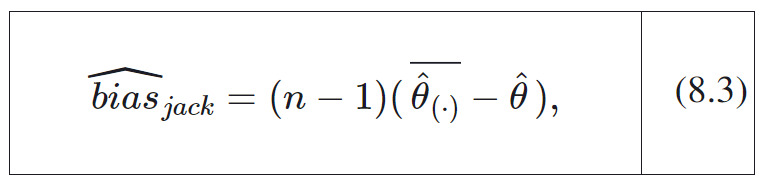 $\widehat{bias}_{jack} = (n - 1)(\overline{\hat{\theta}_{(\cdot)}} - \hat{\theta}),$ (8.3)